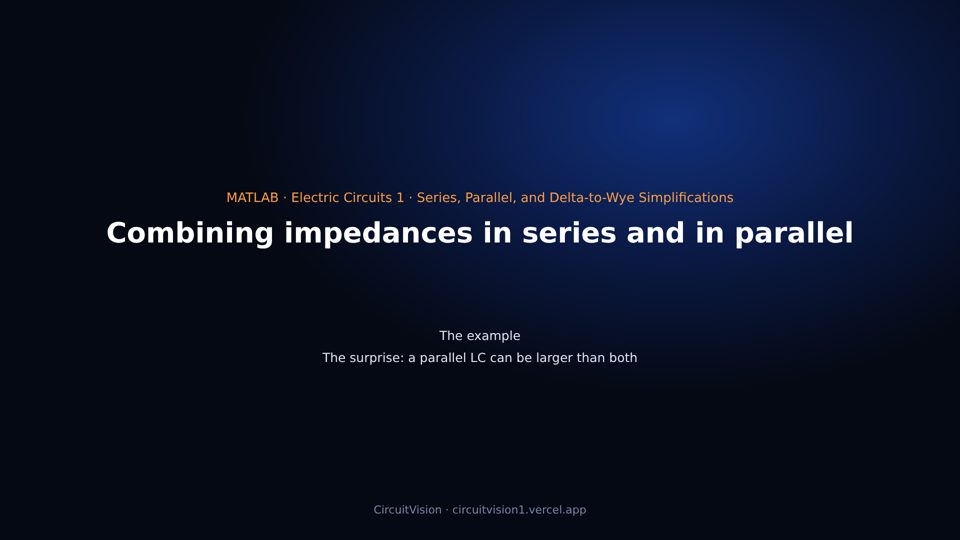 MATLAB · Electric Circuits 1 · Series, Parallel, and Delta-to-Wye Simplifications
Combining impedances in series and in parallel
The example
The surprise: a parallel LC can be larger than both
CircuitVision · circuitvision1.vercel.app